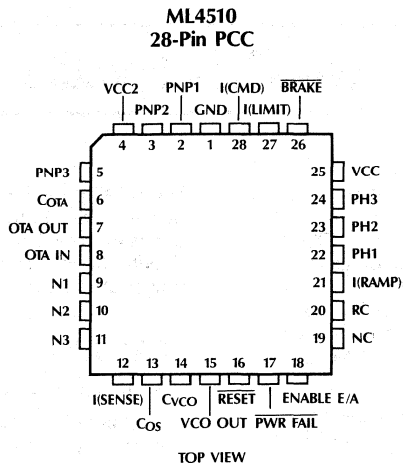 ML4510
28-Pin PCC
PNP1 I(CMD) BRAKE
VCC2
PNP2 GND I(LIMIT)
4 3 2 1 28 27 26
PNP3 5 25 VCC
COTA 6 24 PH3
OTA OUT 7 23 PH2
OTA IN 8 22 PH1
N1 9 21 I(RAMP)
N2 10 20 RC
N3 11 19 NC
12 13 14 15 16 17 18
I(SENSE) CVCO RESET ENABLE E/A
COS VCO OUT PWR FAIL
TOP VIEW